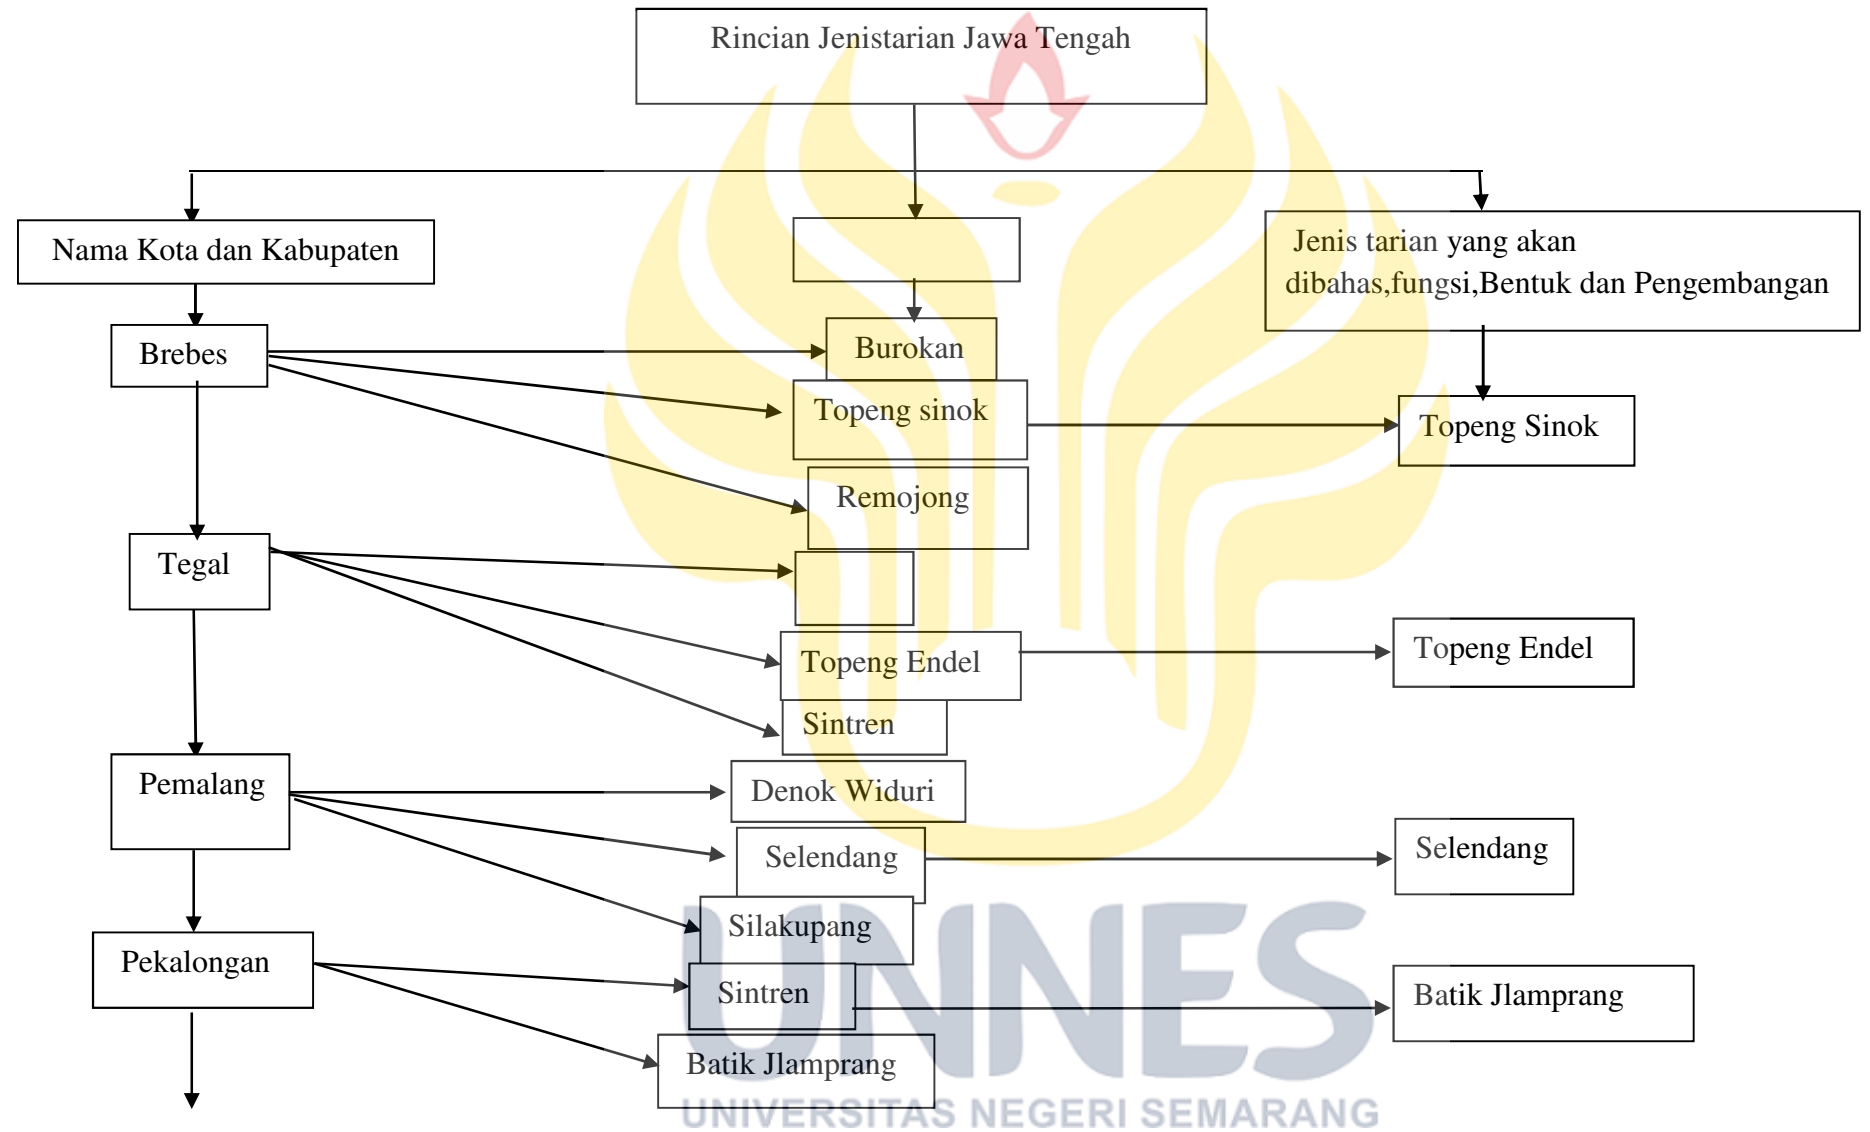 Rincian Jenistarian Jawa Tengah
Nama Kota dan Kabupaten
Jenis tarian yang akan
dibahas,fungsi,Bentuk dan Pengembangan
Brebes
Burokan
Topeng sinok
Topeng Sinok
Remojong
Tegal
Topeng Endel
Topeng Endel
Sintren
Pemalang
Denok Widuri
Selendang
Selendang
Silakupang
Pekalongan
Sintren
Batik Jlamprang
Batik Jlamprang
UNNES
UNIVERSITAS NEGERI SEMARANG